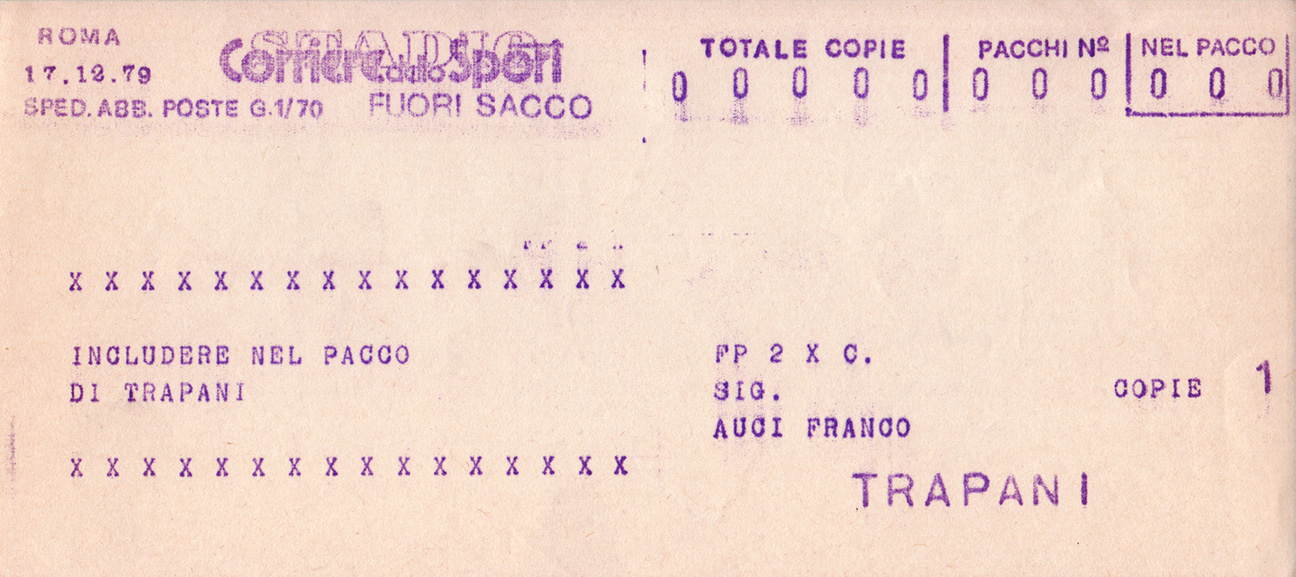 ROMA
17.12.79
STADIO
Corriere dello Sport
SPED. ABB. POSTE G.1/70 FUORI SACCO
TOTALE COPIE PACCHI Nº NEL PACCO
0 0 0 0 0 0 0 0 0 0 0
X X X X X X X X X X X X X X X X
INCLUDERE NEL PACCO
DI TRAPANI
X X X X X X X X X X X X X X X X
FP 2 X C.
SIG.
COPIE 1
AUCI FRANCO
TRAPANI